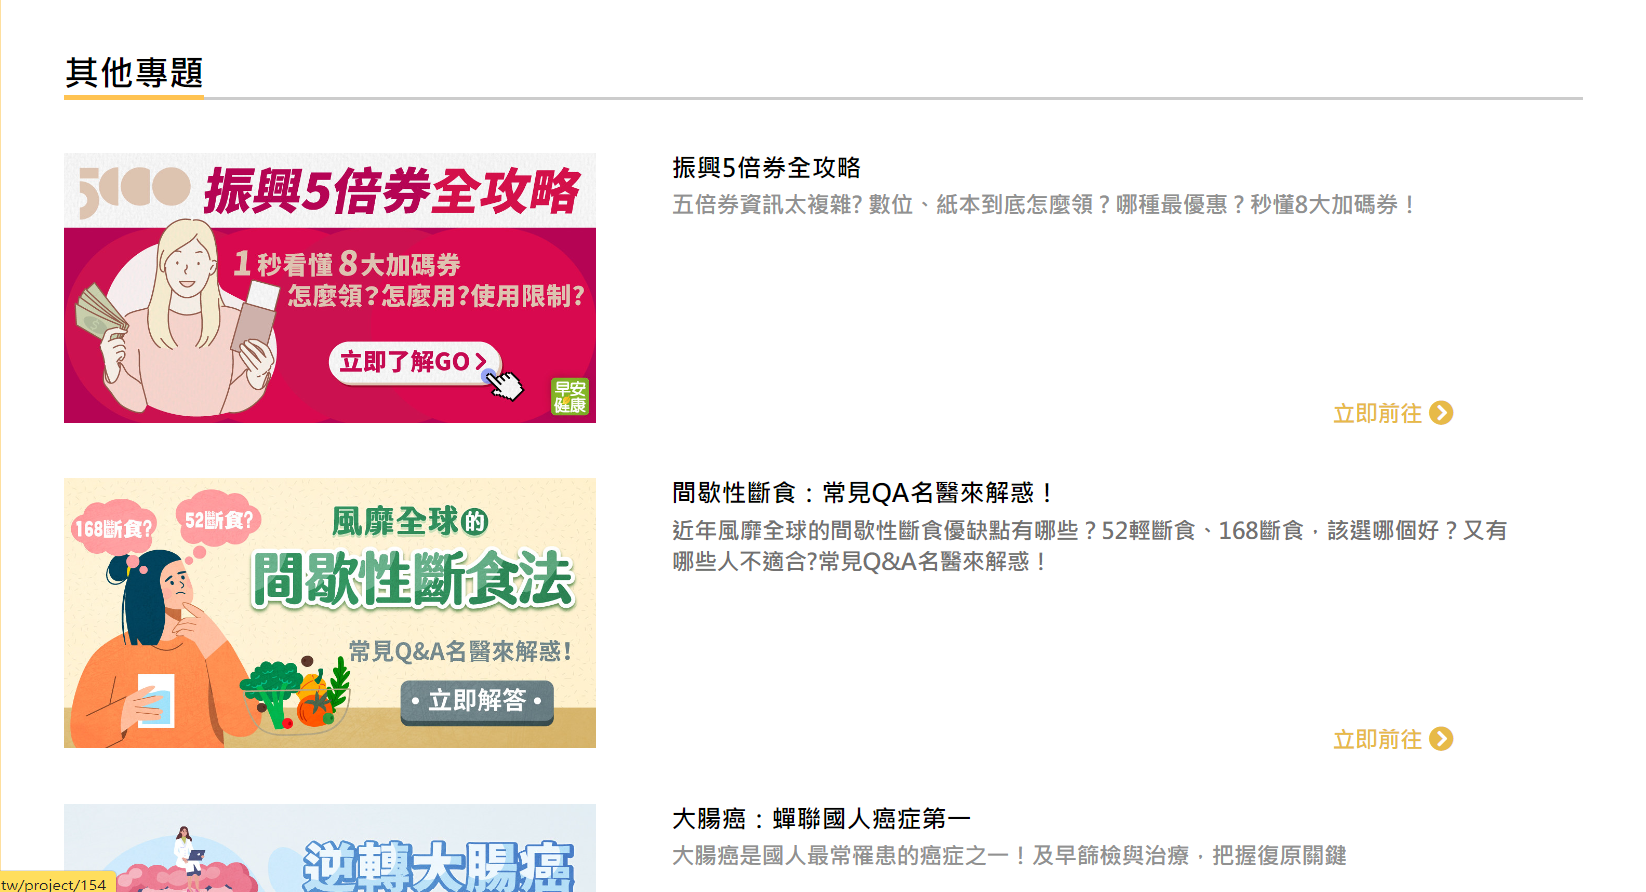 其他專題
5000
振興5倍券全攻略
1秒看懂8大加碼券
怎麼領?怎麼用?使用限制?
立即了解GO
早安
健康
振興5倍券全攻略
五倍券資訊太複雜? 數位、紙本到底怎麼領？哪種最優惠？秒懂8大加碼券！
立即前往
168斷食?
52斷食?
風靡全球的
間歇性斷食法
常見Q&A名醫來解惑!
• 立即解答 •
間歇性斷食：常見QA名醫來解惑！
近年風靡全球的間歇性斷食優缺點有哪些？52輕斷食、168斷食，該選哪個好？又有
哪些人不適合?常見Q&A名醫來解惑！
立即前往
逆轉大腸癌
大腸癌：蟬聯國人癌症第一
大腸癌是國人最常罹患的癌症之一！及早篩檢與治療，把握復原關鍵
tw/project/154